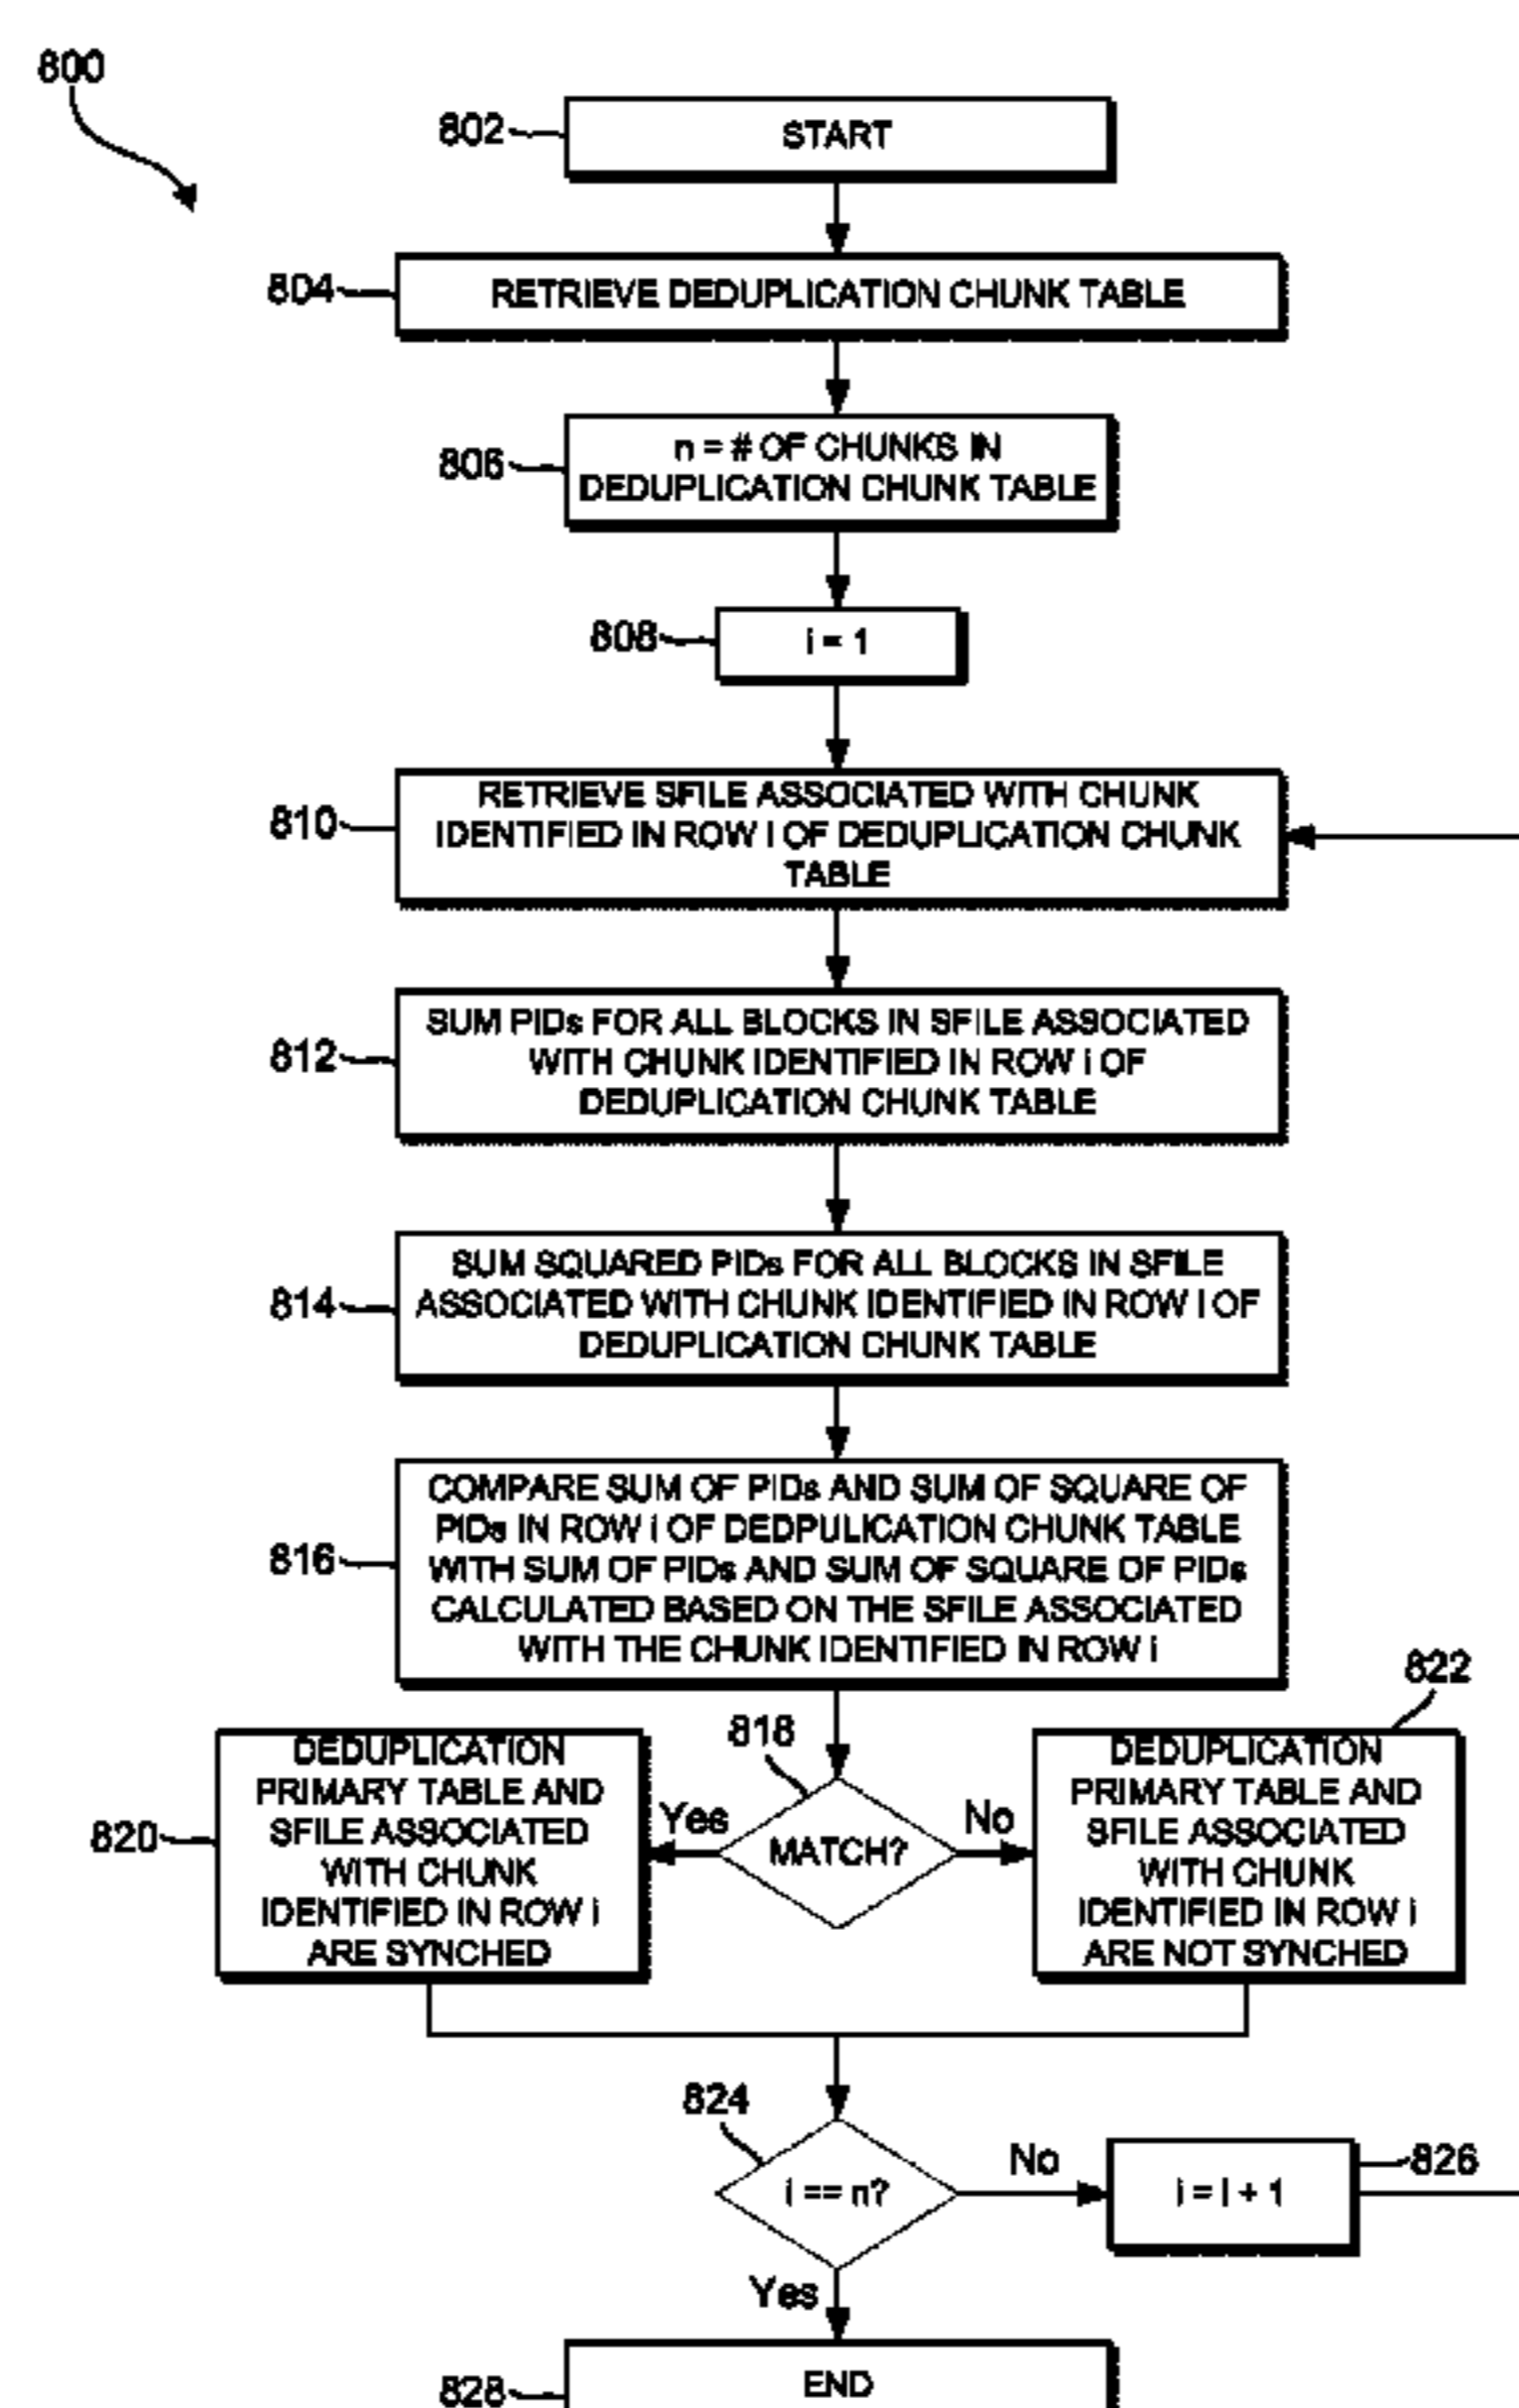 800
802
START
804
RETRIEVE DEDUPLICATION CHUNK TABLE
806
n = # OF CHUNKS IN
DEDUPLICATION CHUNK TABLE
808
i = 1
810
RETRIEVE SFILE ASSOCIATED WITH CHUNK
IDENTIFIED IN ROW i OF DEDUPLICATION CHUNK
TABLE
812
SUM PIDs FOR ALL BLOCKS IN SFILE ASSOCIATED
WITH CHUNK IDENTIFIED IN ROW i OF
DEDUPLICATION CHUNK TABLE
814
SUM SQUARED PIDs FOR ALL BLOCKS IN SFILE
ASSOCIATED WITH CHUNK IDENTIFIED IN ROW i OF
DEDUPLICATION CHUNK TABLE
816
COMPARE SUM OF PIDs AND SUM OF SQUARE OF
PIDs IN ROW i OF DEDPULICATION CHUNK TABLE
WITH SUM OF PIDs AND SUM OF SQUARE OF PIDs
CALCULATED BASED ON THE SFILE ASSOCIATED
WITH THE CHUNK IDENTIFIED IN ROW i
818
MATCH?
Yes
No
820
DEDUPLICATION
PRIMARY TABLE AND
SFILE ASSOCIATED
WITH CHUNK
IDENTIFIED IN ROW i
ARE SYNCHED
822
DEDUPLICATION
PRIMARY TABLE AND
SFILE ASSOCIATED
WITH CHUNK
IDENTIFIED IN ROW i
ARE NOT SYNCHED
824
i == n?
No
826
i = i + 1
Yes
828
END